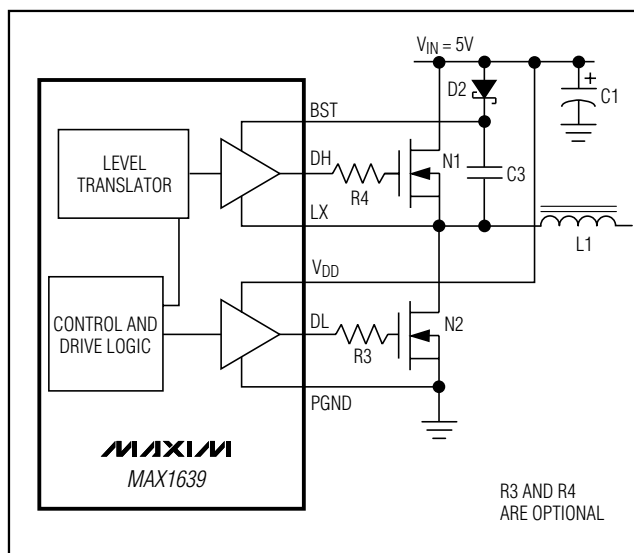 V_IN = 5V
D2
C1
BST
LEVEL
TRANSLATOR
DH
R4
N1
C3
LX
L1
V_DD
CONTROL AND
DRIVE LOGIC
DL
R3
N2
PGND
MAXIM
MAX1639
R3 AND R4
ARE OPTIONAL